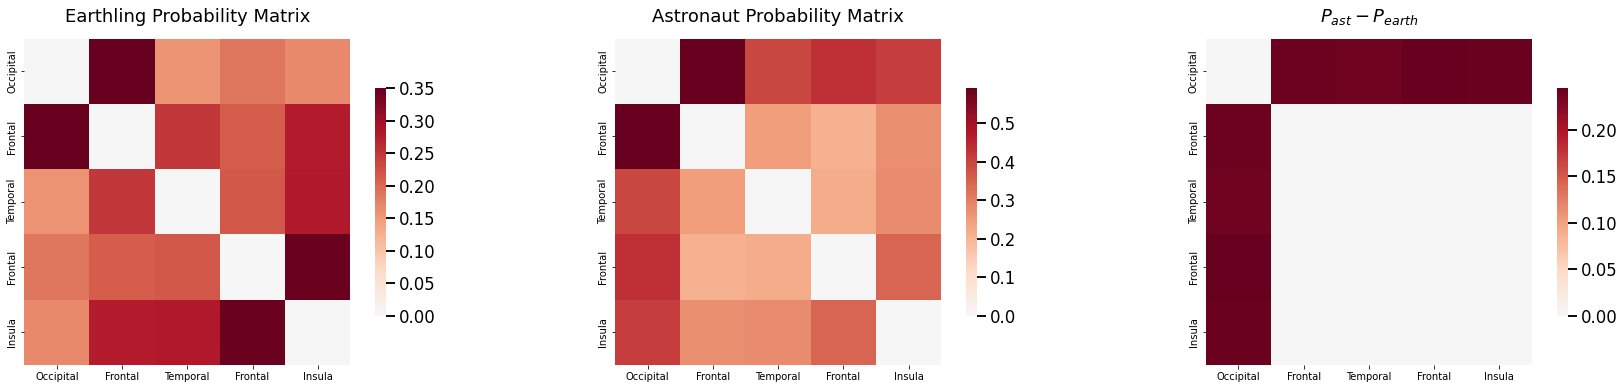 Earthling Probability Matrix
Occipital
Frontal
Temporal
Frontal
Insula
Occipital Frontal Temporal Frontal Insula
0.35
0.30
0.25
0.20
0.15
0.10
0.05
0.00
Astronaut Probability Matrix
Occipital
Frontal
Temporal
Frontal
Insula
Occipital Frontal Temporal Frontal Insula
0.5
0.4
0.3
0.2
0.1
0.0
P_ast − P_earth
Occipital
Frontal
Temporal
Frontal
Insula
Occipital Frontal Temporal Frontal Insula
0.20
0.15
0.10
0.05
0.00